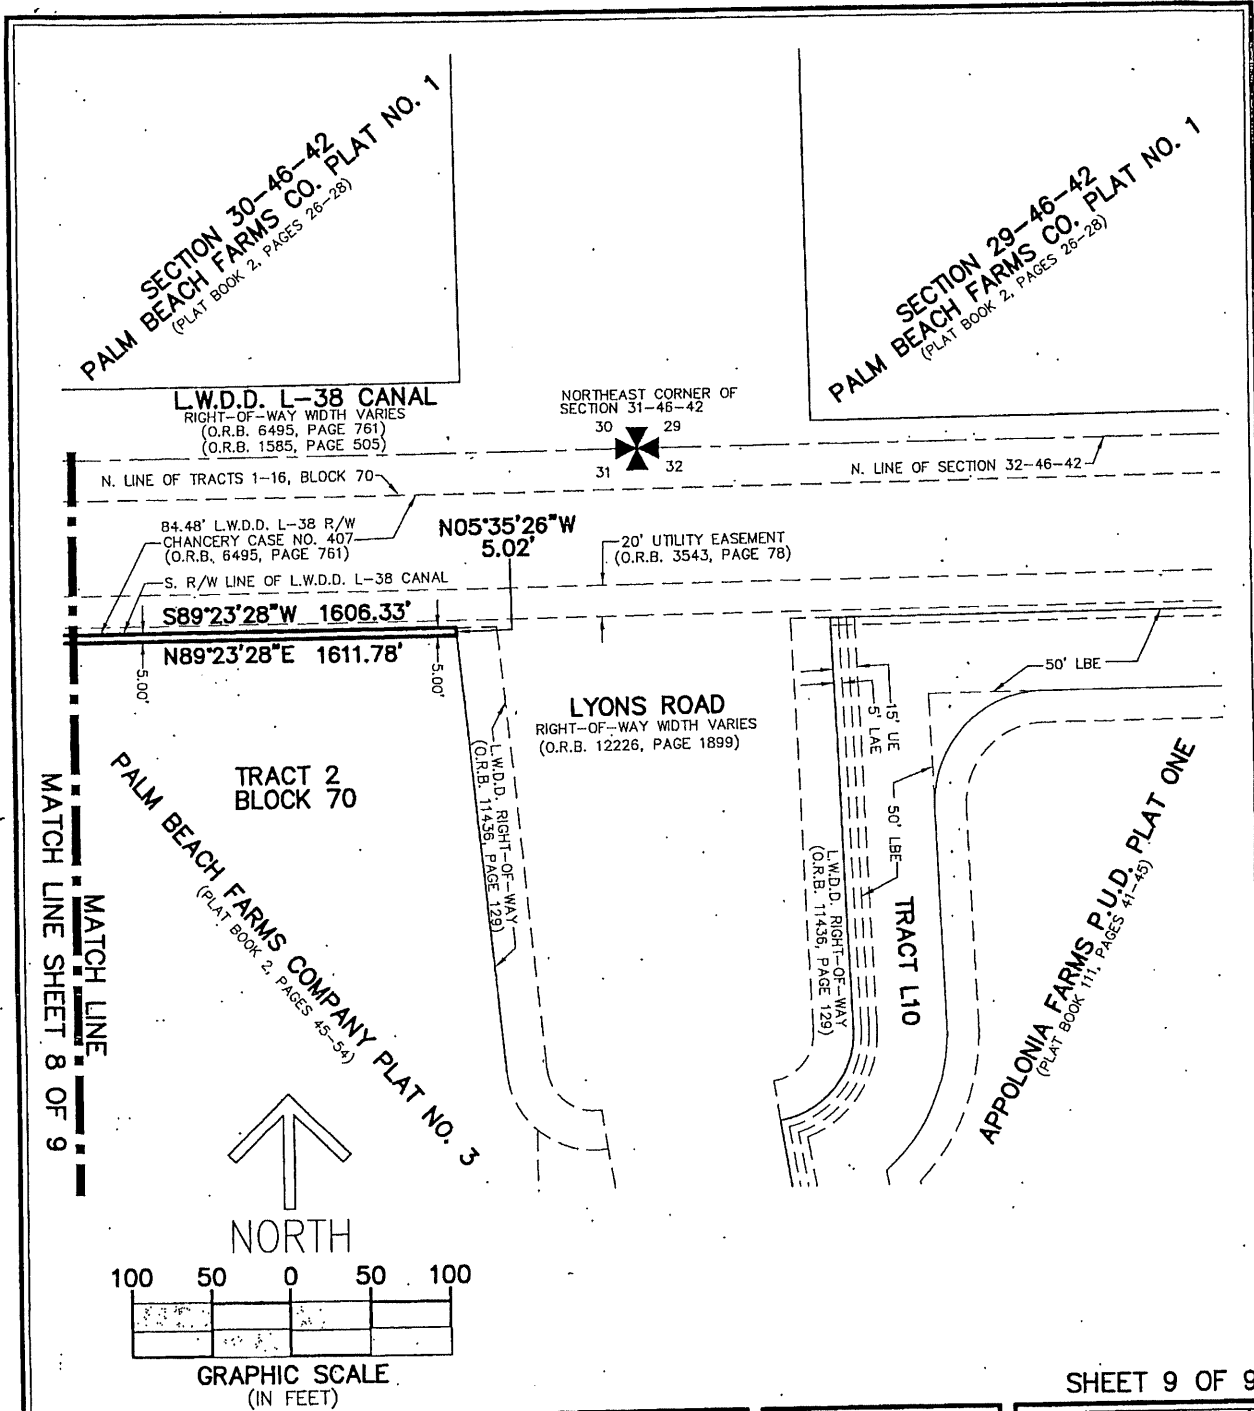 SECTION 30-46-42
PALM BEACH FARMS CO. PLAT NO. 1
(PLAT BOOK 2, PAGES 26-28)
SECTION 29-46-42
PALM BEACH FARMS CO. PLAT NO. 1
(PLAT BOOK 2, PAGES 26-28)
L.W.D.D. L-38 CANAL
RIGHT-OF-WAY WIDTH VARIES
(O.R.B. 6495, PAGE 761)
(O.R.B. 1585, PAGE 505)
NORTHEAST CORNER OF
SECTION 31-46-42
30 29
31 32
N. LINE OF TRACTS 1-16, BLOCK 70
N. LINE OF SECTION 32-46-42
84.48' L.W.D.D. L-38 R/W
CHANCERY CASE NO. 407
(O.R.B. 6495, PAGE 761)
N05°35'26"W
5.02'
20' UTILITY EASEMENT
(O.R.B. 3543, PAGE 78)
S. R/W LINE OF L.W.D.D. L-38 CANAL
S89°23'28"W 1606.33'
N89°23'28"E 1611.78'
5.00'
5.00'
50' LBE
LYONS ROAD
RIGHT-OF-WAY WIDTH VARIES
(O.R.B. 12226, PAGE 1899)
15' UE
5' LAE
50' LBE
L.W.D.D. RIGHT-OF-WAY
(O.R.B. 11436, PAGE 129)
TRACT 2
BLOCK 70
PALM BEACH FARMS COMPANY PLAT NO. 3
(PLAT BOOK 2, PAGES 45-54)
L.W.D.D. RIGHT-OF-WAY
(O.R.B. 11436, PAGE 129)
TRACT L10
APPOLONIA FARMS P.U.D. PLAT ONE
(PLAT BOOK 111, PAGES 41-45)
MATCH LINE
MATCH LINE SHEET 8 OF 9
NORTH
100 50 0 50 100
GRAPHIC SCALE
(IN FEET)
SHEET 9 OF 9